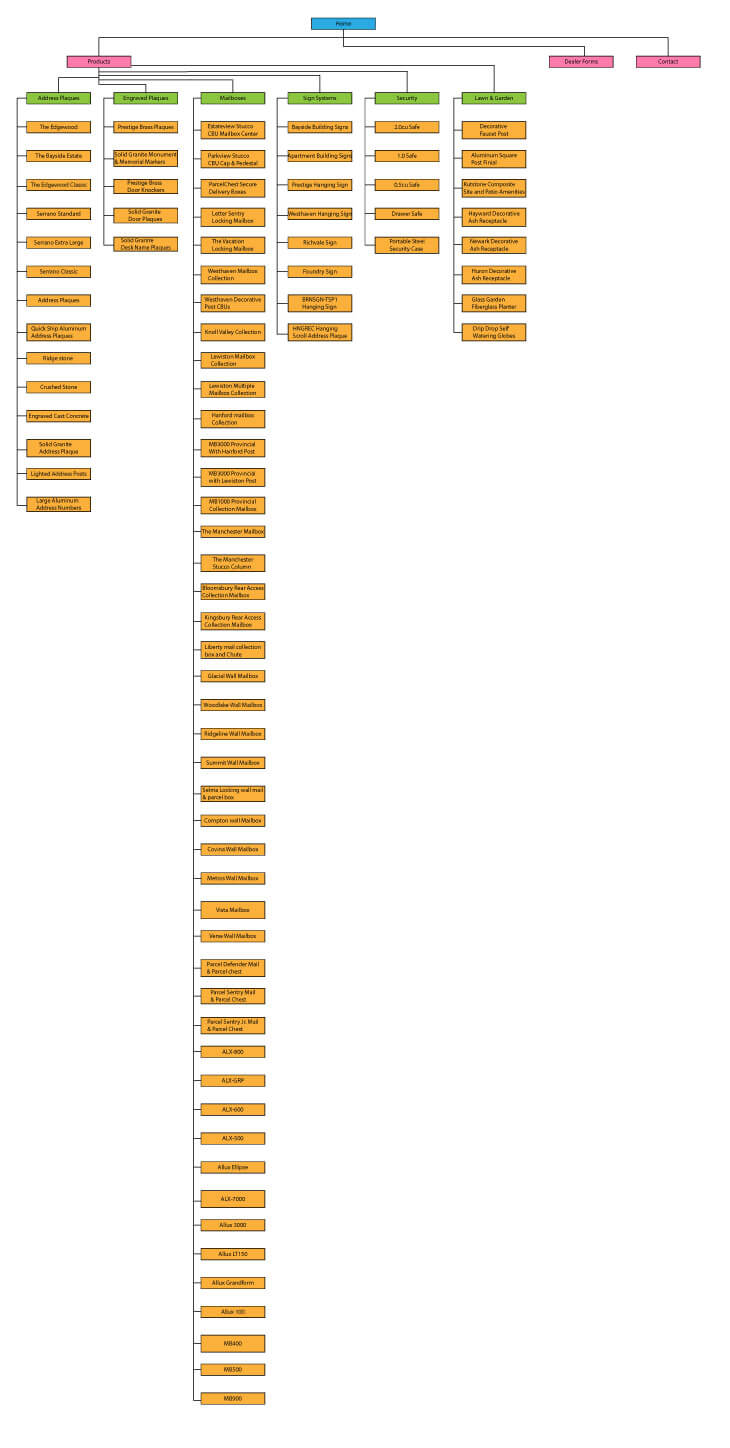 Home
Products
Dealer Forms
Contact
Address Plaques
The Edgewood
The Bayside Estate
The Edgewood Classic
Serrano Standard
Serrano Extra Large
Serrano Classic
Address Plaques
Quick Ship Aluminum
Address Plaques
Ridge stone
Crushed Stone
Engraved Cast Concrete
Solid Granite
Address Plaque
Lighted Address Posts
Large Aluminum
Address Numbers
Engraved Plaques
Prestige Brass Plaques
Solid Granite Monument
& Memorial Markers
Prestige Brass
Door Knockers
Solid Granite
Door Plaques
Solid Granite
Desk Name Plaques
Mailboxes
Estateview Stucco
CBU Mailbox Center
Parkview Stucco
CBU Cap & Pedestal
ParcelChest Secure
Delivery Boxes
Letter Sentry
Locking Mailbox
The Vacation
Locking Mailbox
Westhaven Mailbox
Collection
Westhaven Decorative
Post CBUs
Knoll Valley Collection
Lewiston Mailbox
Collection
Lewiston Multiple
Mailbox Collection
Hanford mailbox
Collection
MB3000 Provincial
With Hanford Post
MB3000 Provincial
with Lewiston Post
MB1000 Provincial
Collection Mailbox
The Manchester Mailbox
The Manchester
Stucco Column
Bloomsbury Rear Access
Collection Mailbox
Kingsbury Rear Access
Collection Mailbox
Liberty mail collection
box and Chute
Glacial Wall Mailbox
Woodlake Wall Mailbox
Ridgeline Wall Mailbox
Summit Wall Mailbox
Selma Locking wall mail
& parcel box
Compton wall Mailbox
Covina Wall Mailbox
Metros Wall Mailbox
Vista Mailbox
Verse Wall Mailbox
Parcel Defender Mail
& Parcel chest
Parcel Sentry Mail
& Parcel Chest
Parcel Sentry Jr. Mail
& Parcel Chest
ALX-800
ALX-GRF
ALX-600
ALX-500
Allux Ellipse
ALX-7000
Allux 3000
Allux LT150
Allux Grandform
Allux 100
MB400
MB500
MB900
Sign Systems
Bayside Building Signs
Apartment Building Signs
Prestige Hanging Sign
Westhaven Hanging Sign
Richvale Sign
Foundry Sign
BRNSGN-TSP1
Hanging Sign
HNGREC Hanging
Scroll Address Plaque
Security
2.0cu Safe
1.0 Safe
0.5cu Safe
Drawer Safe
Portable Steel
Security Case
Lawn & Garden
Decorative
Faucet Post
Aluminum Square
Post Finial
Rutstone Composite
Site and Patio Amenities
Hayward Decorative
Ash Receptacle
Newark Decorative
Ash Receptacle
Huron Decorative
Ash Receptacle
Glass Garden
Fiberglass Planter
Drip Drop Self
Watering Globes